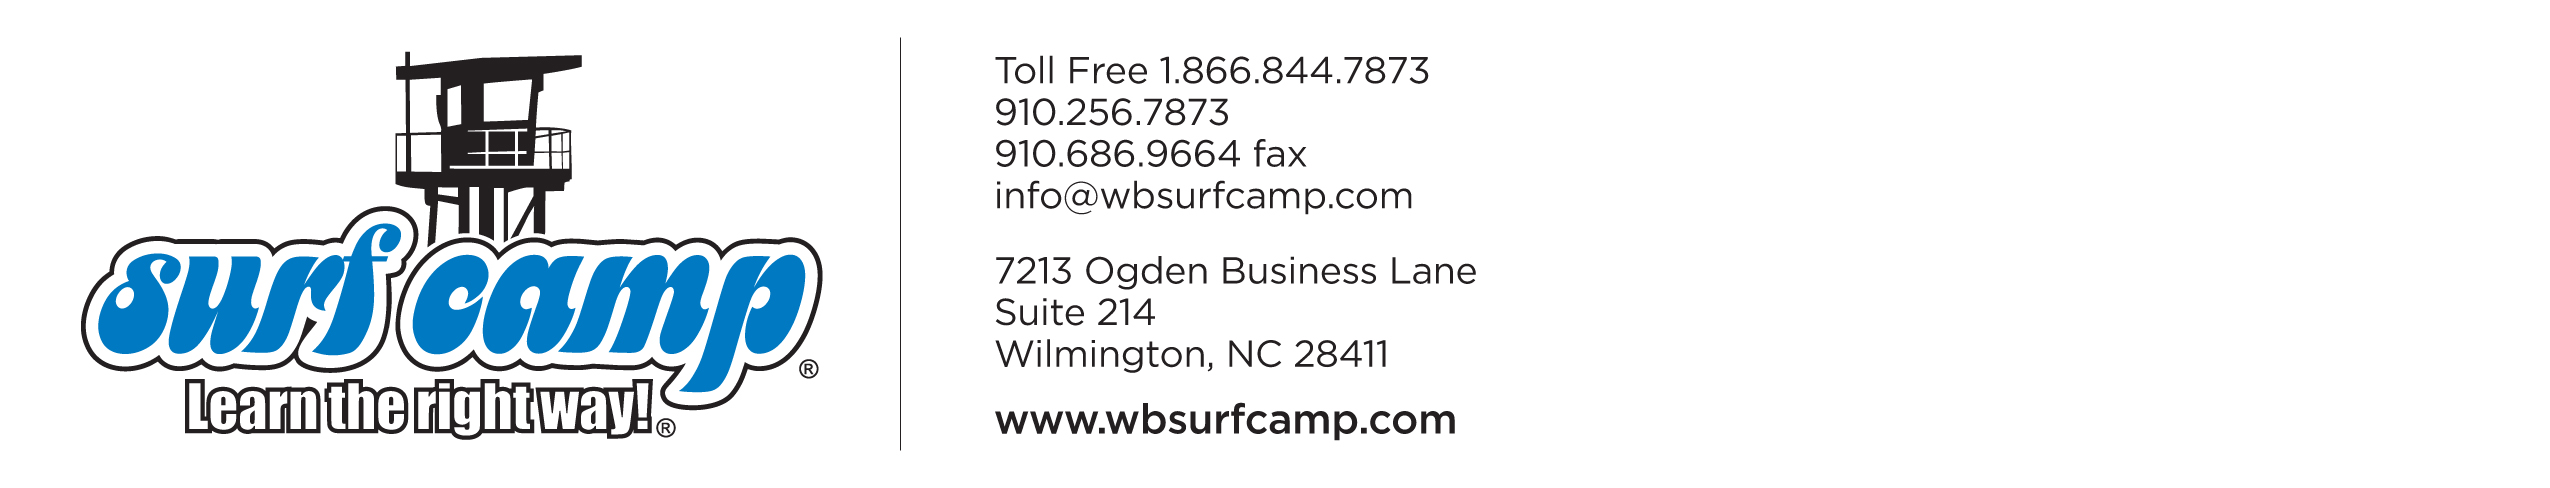 surf camp®
Learn the right way!®
Toll Free 1.866.844.7873
910.256.7873
910.686.9664 fax
info@wbsurfcamp.com
7213 Ogden Business Lane
Suite 214
Wilmington, NC 28411
www.wbsurfcamp.com